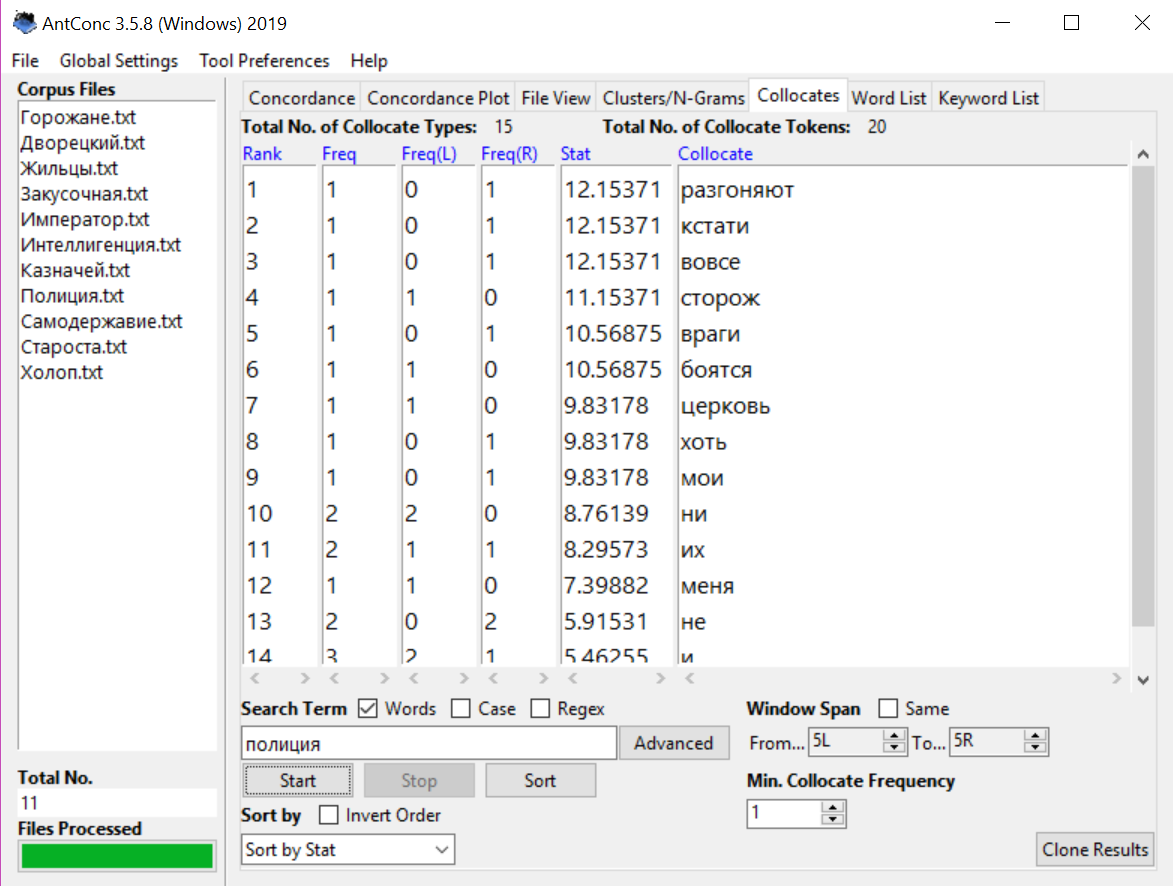 AntConc 3.5.8 (Windows) 2019
File Global Settings Tool Preferences Help
Corpus Files
Горожане.txt
Дворецкий.txt
Жильцы.txt
Закусочная.txt
Император.txt
Интеллигенция.txt
Казначей.txt
Полиция.txt
Самодержавие.txt
Староста.txt
Холоп.txt
Total No.
11
Files Processed
Concordance Concordance Plot File View Clusters/N-Grams Collocates Word List Keyword List
Total No. of Collocate Types: 15 Total No. of Collocate Tokens: 20
Rank Freq Freq(L) Freq(R) Stat Collocate
1 1 0 1 12.15371 разгоняют
2 1 0 1 12.15371 кстати
3 1 0 1 12.15371 вовсе
4 1 1 0 11.15371 сторож
5 1 0 1 10.56875 враги
6 1 1 0 10.56875 боятся
7 1 1 0 9.83178 церковь
8 1 0 1 9.83178 хоть
9 1 0 1 9.83178 мои
10 2 2 0 8.76139 ни
11 2 1 1 8.29573 их
12 1 1 0 7.39882 меня
13 2 0 2 5.91531 не
14 3 2 1 5.46255 и
Search Term Words Case Regex
полиция Advanced
Start Stop Sort
Sort by Invert Order
Sort by Stat
Window Span Same
From... 5L To... 5R
Min. Collocate Frequency
1
Clone Results